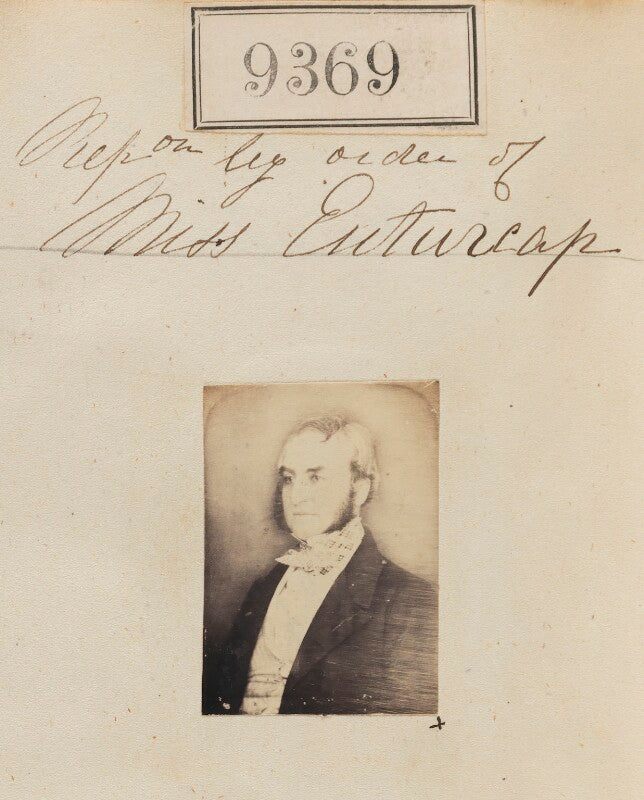 9369
Repon by order of
Miss Enturcap